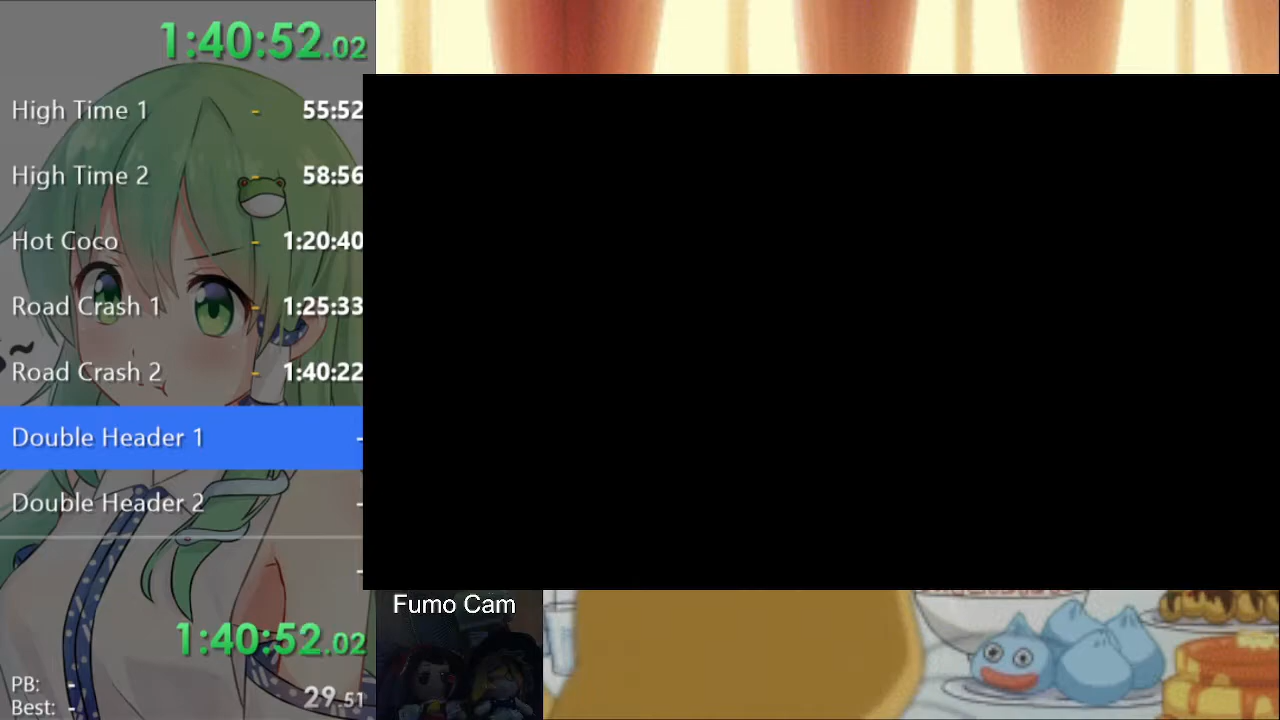 1:40:52.02
High Time 1 - 55:52
High Time 2 - 58:56
Hot Coco - 1:20:40
Road Crash 1 - 1:25:33
Road Crash 2 - 1:40:22
Double Header 1 -
Double Header 2 -
-
1:40:52.02
PB: -
Best: -
29.51
Fumo Cam